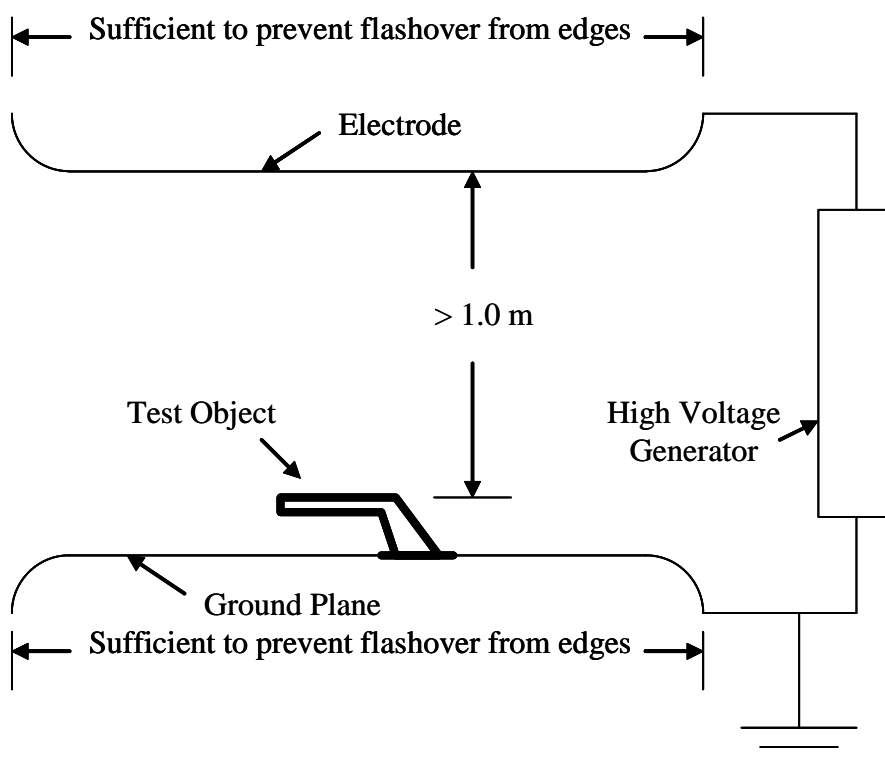 Sufficient to prevent flashover from edges
Electrode
> 1.0 m
Test Object
High Voltage
Generator
Ground Plane
Sufficient to prevent flashover from edges